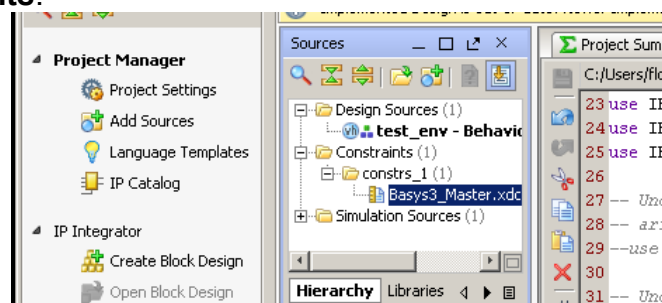 Project Manager
Project Settings
Add Sources
Language Templates
IP Catalog
IP Integrator
Create Block Design
Open Block Design
Sources
Design Sources (1)
test_env - Behavio
Constraints (1)
constrs_1 (1)
Basys3_Master.xdc
Simulation Sources (1)
Hierarchy Libraries
Σ Project Sum
C:/Users/flo
23 use IE
24 use IE
25 use IE
26
27 -- Unc
28 -- ari
29 --use
30
31 -- Unc